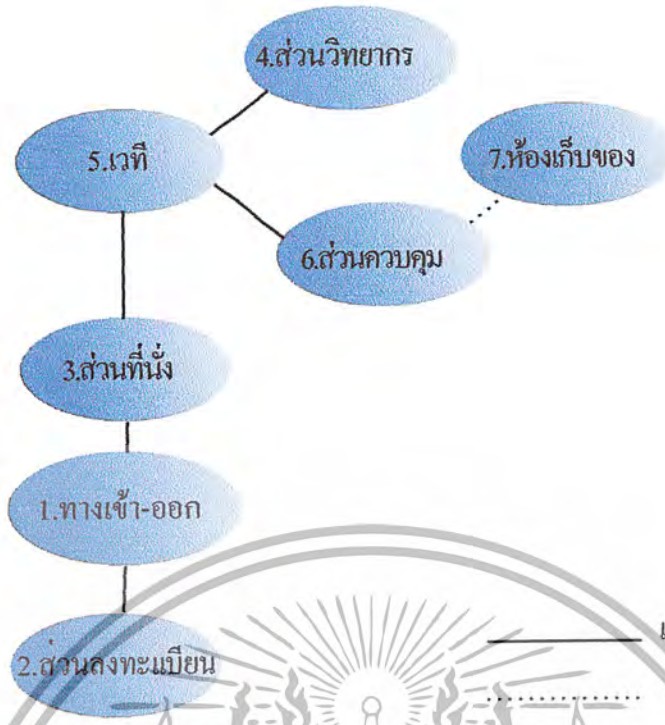 4.ส่วนวิทยากร
7.ห้องเก็บของ
5.เวที
6.ส่วนควบคุม
3.ส่วนที่นั่ง
1.ทางเข้า-ออก
2.ส่วนลงทะเบียน